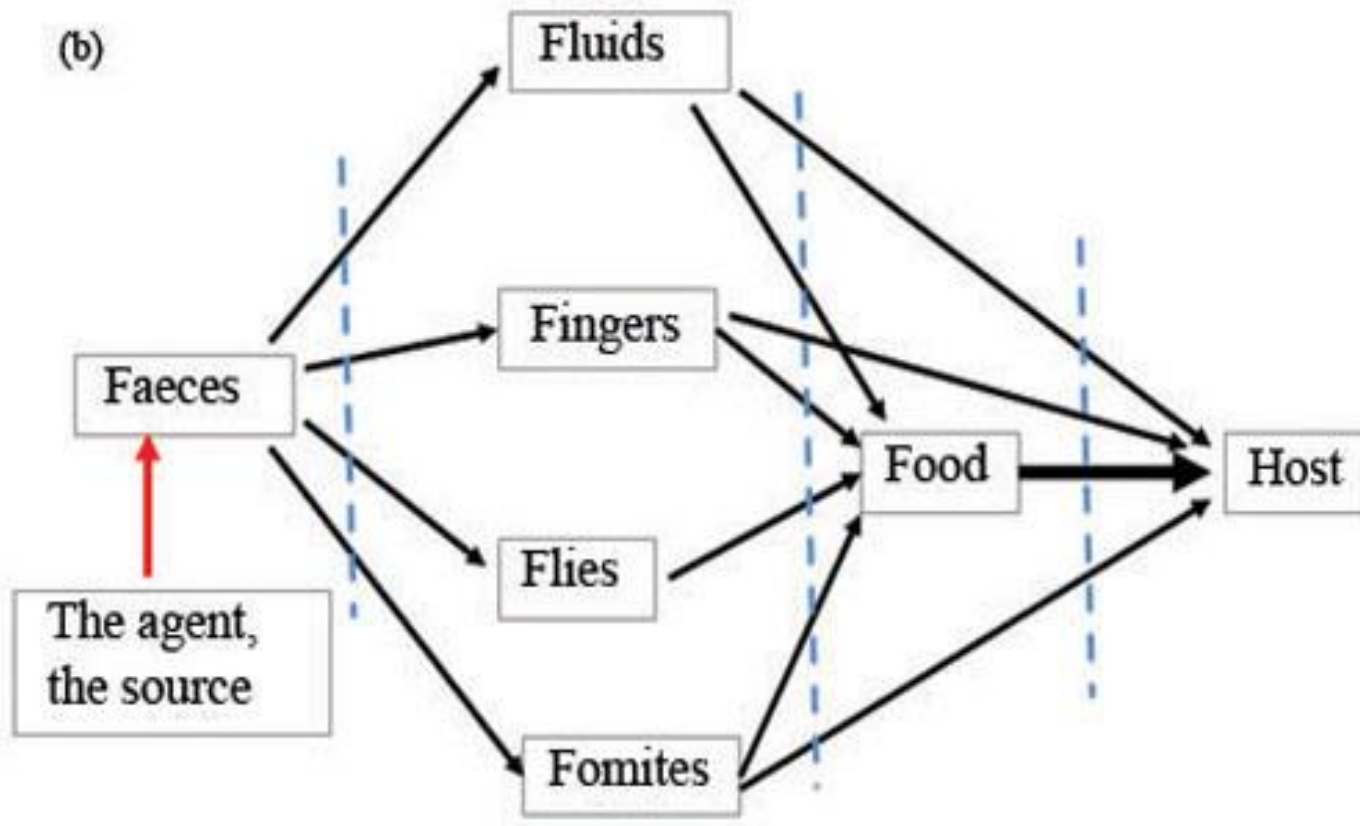 (b)
Fluids
Fingers
Faeces
Food
Host
Flies
The agent,
the source
Fomites